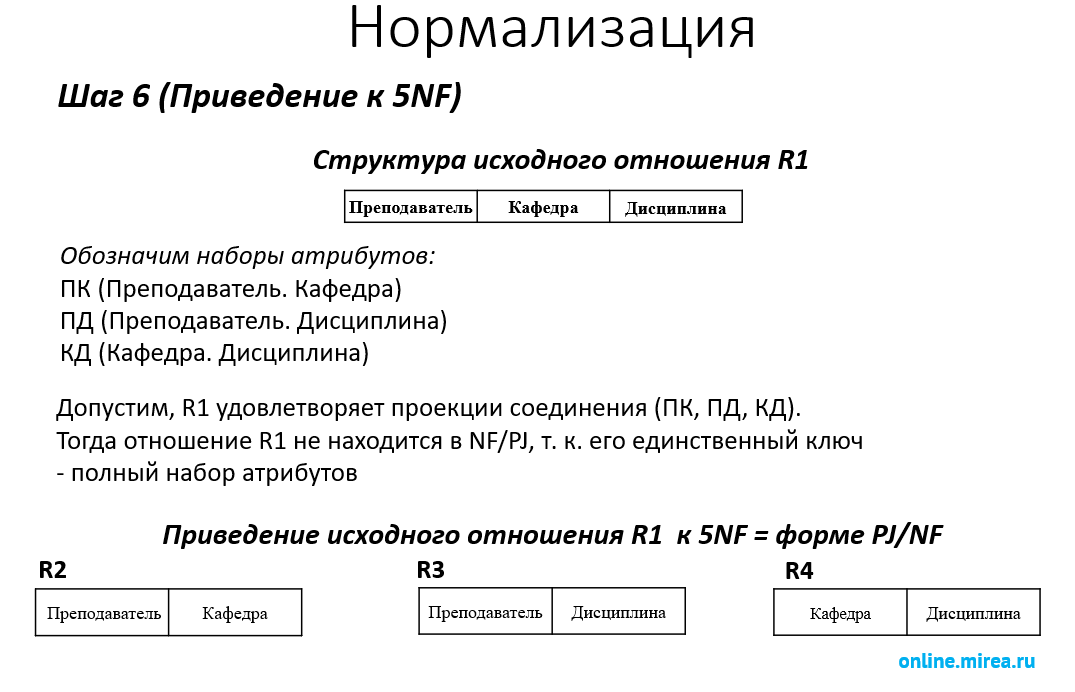 Нормализация
Шаг 6 (Приведение к 5NF)
Структура исходного отношения R1
Преподаватель Кафедра Дисциплина
Обозначим наборы атрибутов:
ПК (Преподаватель. Кафедра)
ПД (Преподаватель. Дисциплина)
КД (Кафедра. Дисциплина)
Допустим, R1 удовлетворяет проекции соединения (ПК, ПД, КД).
Тогда отношение R1 не находится в NF/PJ, т. к. его единственный ключ
- полный набор атрибутов
Приведение исходного отношения R1 к 5NF = форме PJ/NF
R2 R3 R4
Преподаватель Кафедра Преподаватель Дисциплина Кафедра Дисциплина
online.mirea.ru